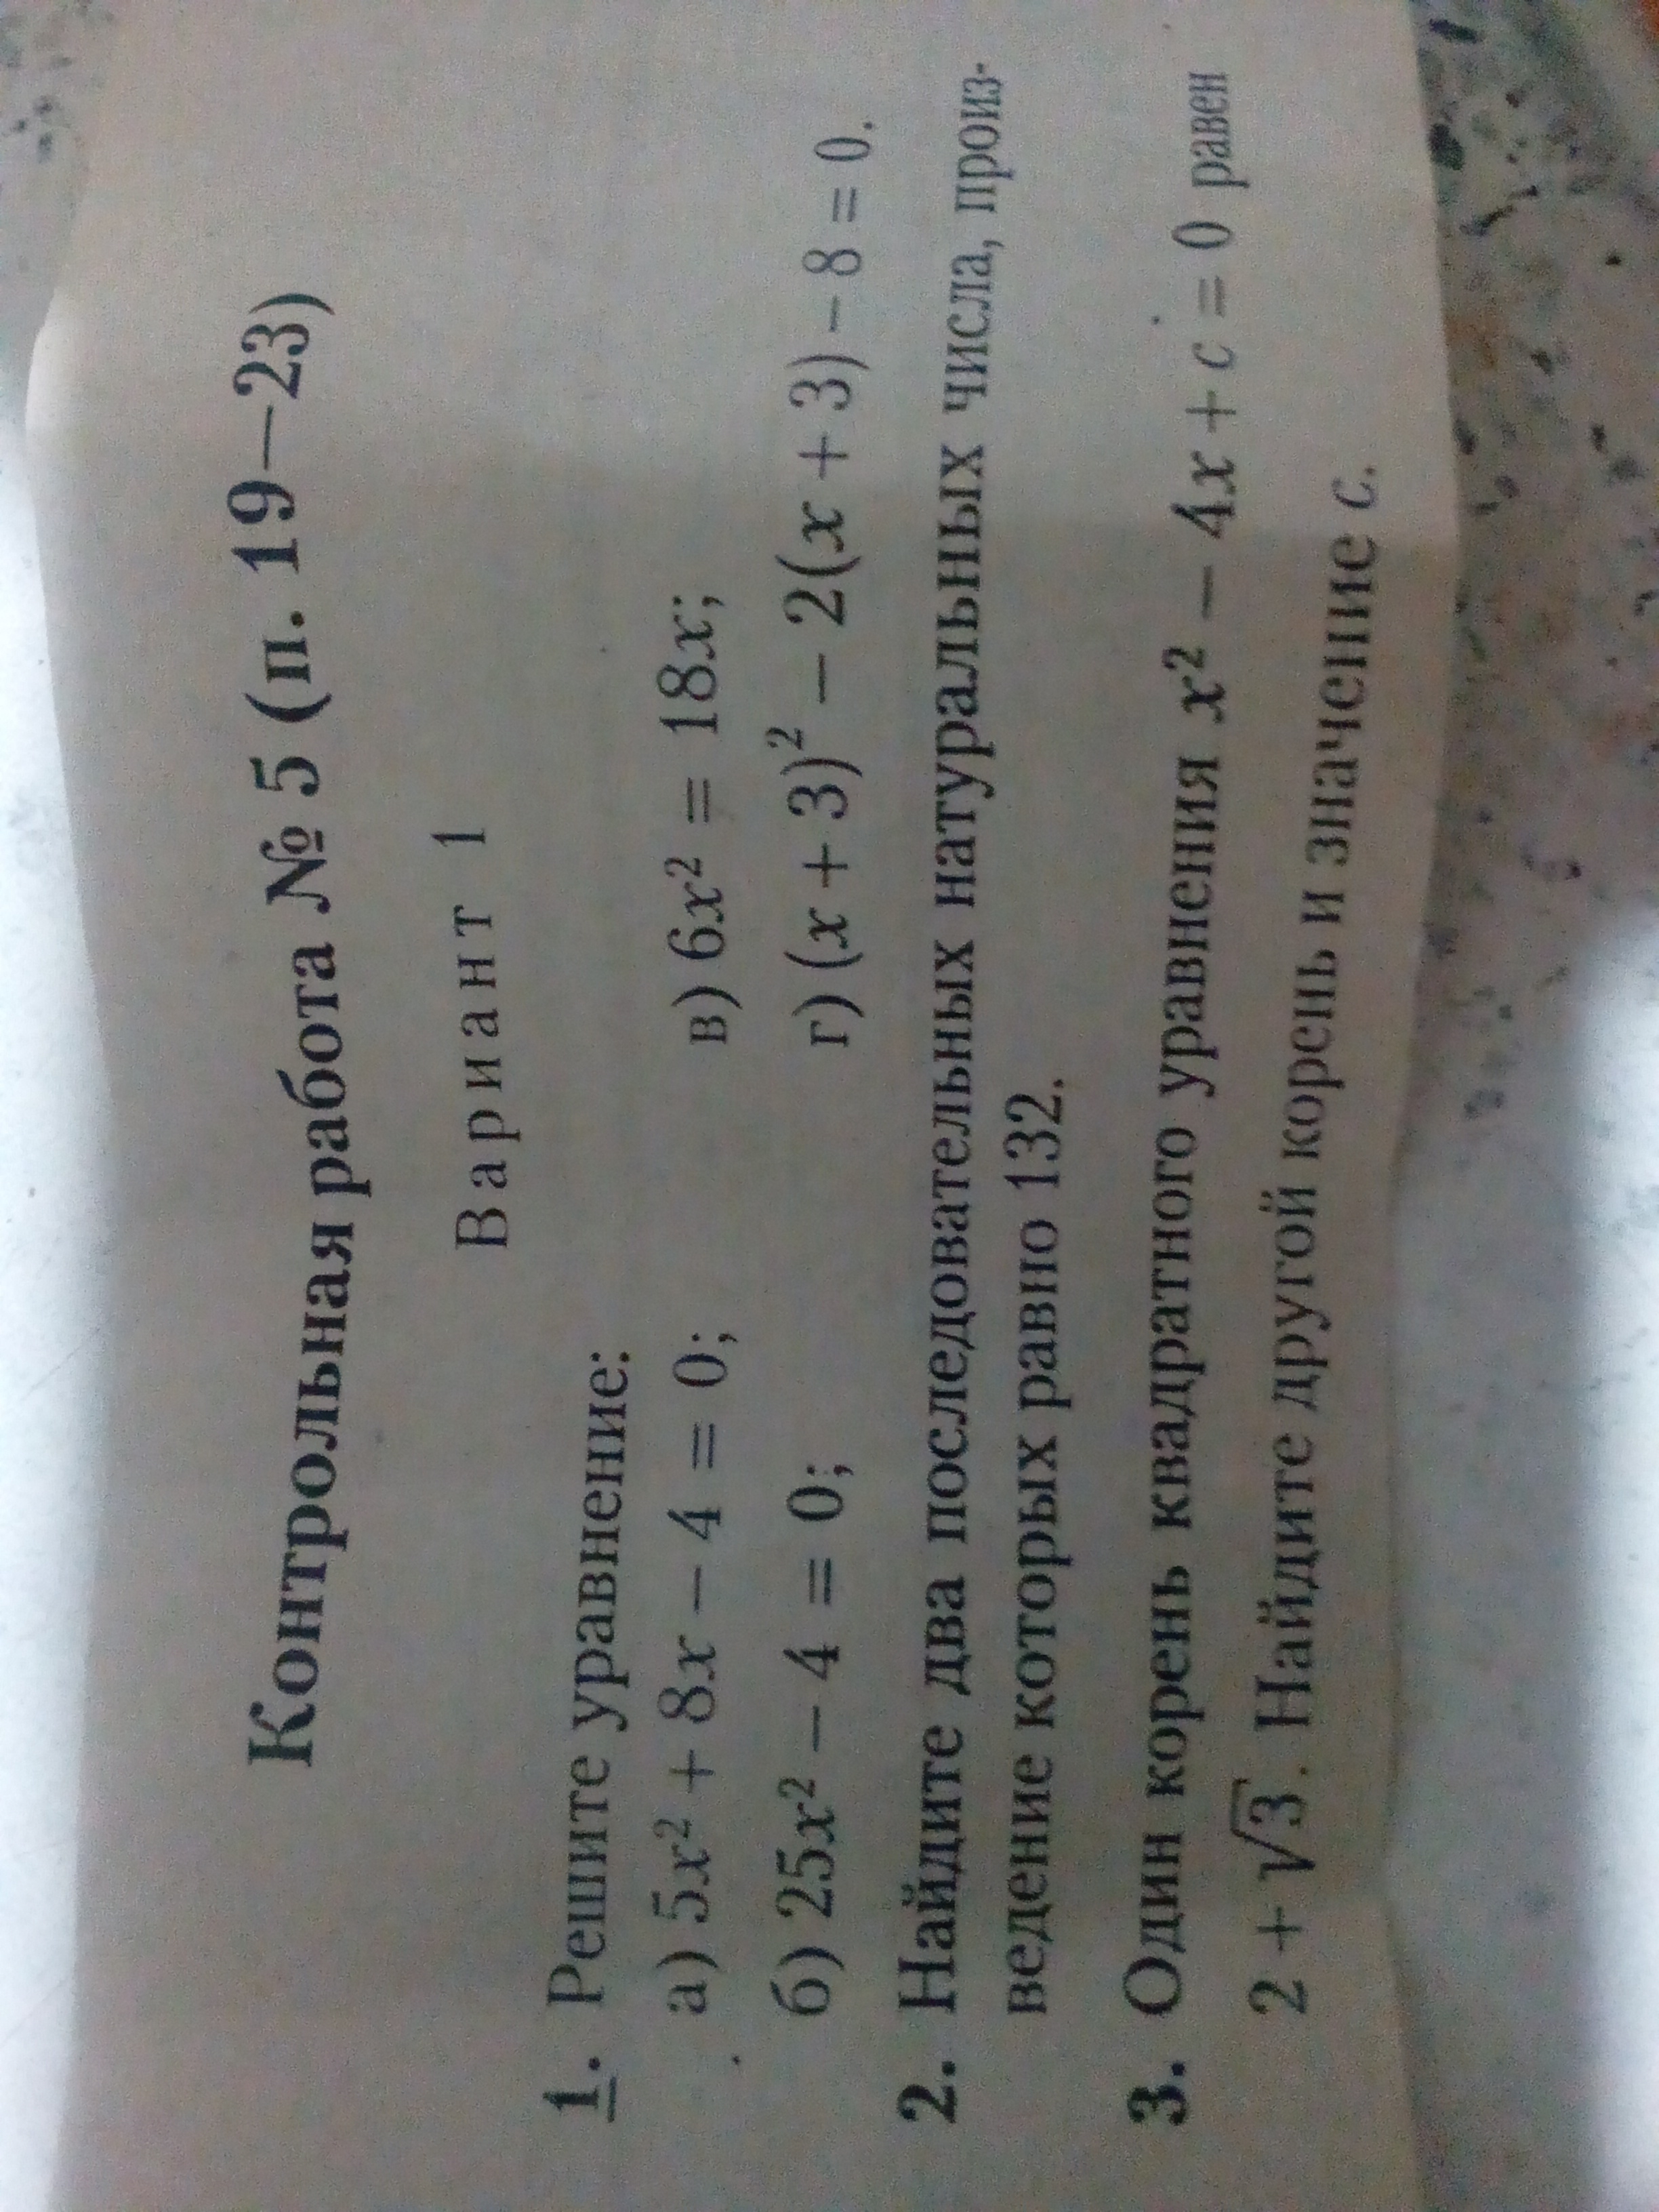 Контрольная работа № 5 (п. 19–23)
Вариант 1
1. Решите уравнение:
а) 5x² + 8x – 4 = 0; в) 6x² = 18x;
б) 25x² – 4 = 0; г) (x + 3)² – 2(x + 3) – 8 = 0.
2. Найдите два последовательных натуральных числа, произ-
ведение которых равно 132.
3. Один корень квадратного уравнения x² – 4x + c = 0 равен
2 + √3. Найдите другой корень и значение c.